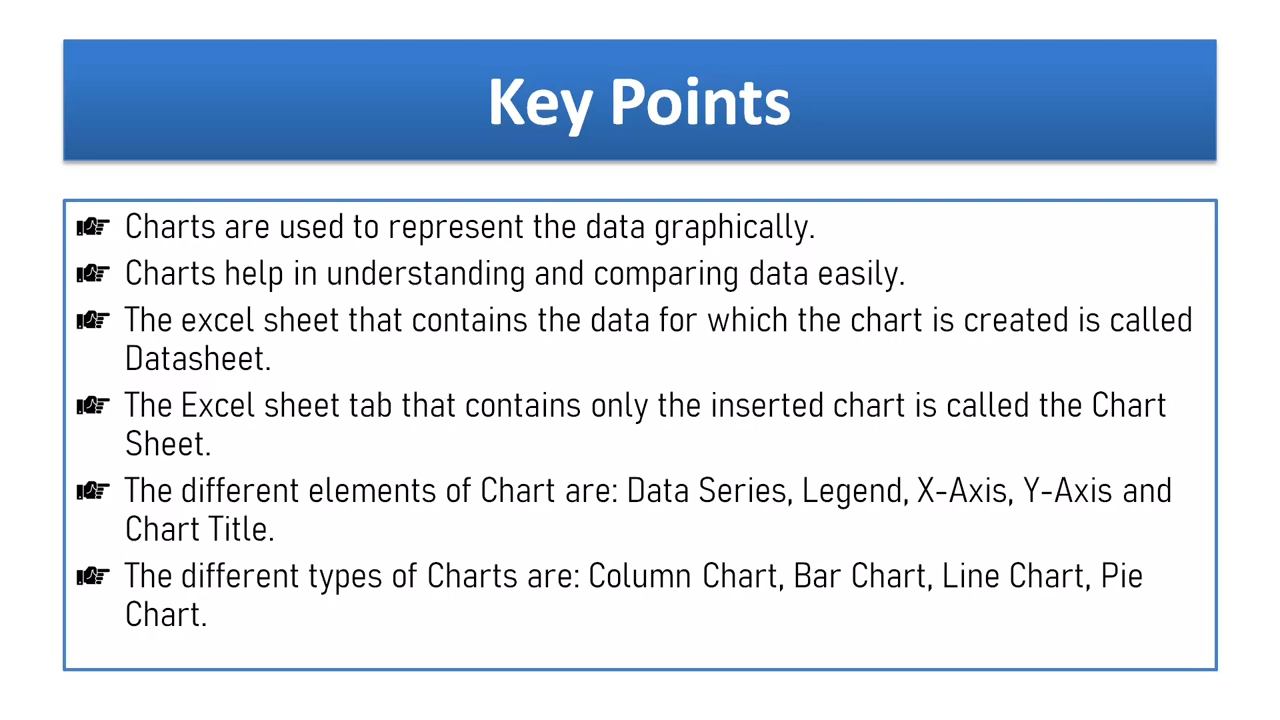 Key Points
Charts are used to represent the data graphically.
Charts help in understanding and comparing data easily.
The excel sheet that contains the data for which the chart is created is called
Datasheet.
The Excel sheet tab that contains only the inserted chart is called the Chart
Sheet.
The different elements of Chart are: Data Series, Legend, X-Axis, Y-Axis and
Chart Title.
The different types of Charts are: Column Chart, Bar Chart, Line Chart, Pie
Chart.